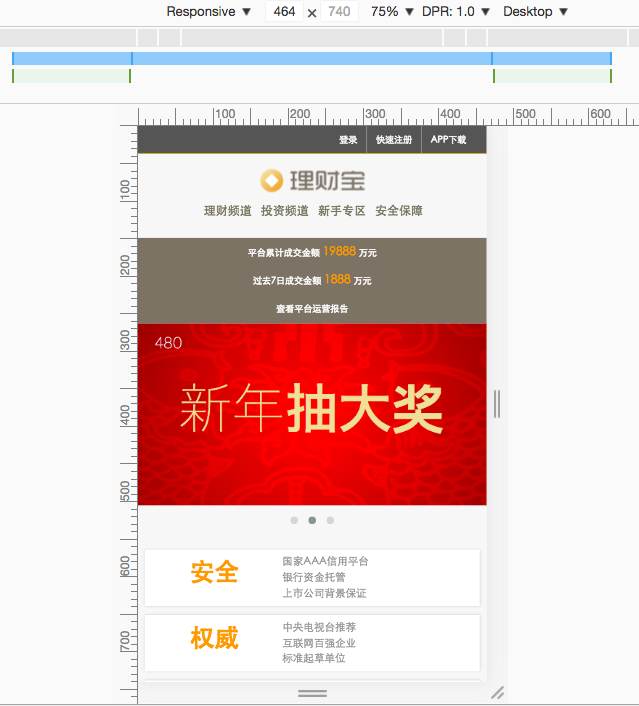 Responsive ▼ 464 × 740 75% ▼ DPR: 1.0 ▼ Desktop ▼
100 200 300 400 500 600
100
200
300
400
500
600
700
登录 快速注册 APP下载
理财宝
理财频道 投资频道 新手专区 安全保障
平台累计成交金额 19888 万元
过去7日成交金额 1888 万元
查看平台运营报告
480
新年抽大奖
安全
国家AAA信用平台
银行资金托管
上市公司背景保证
权威
中央电视台推荐
互联网百强企业
标准起草单位